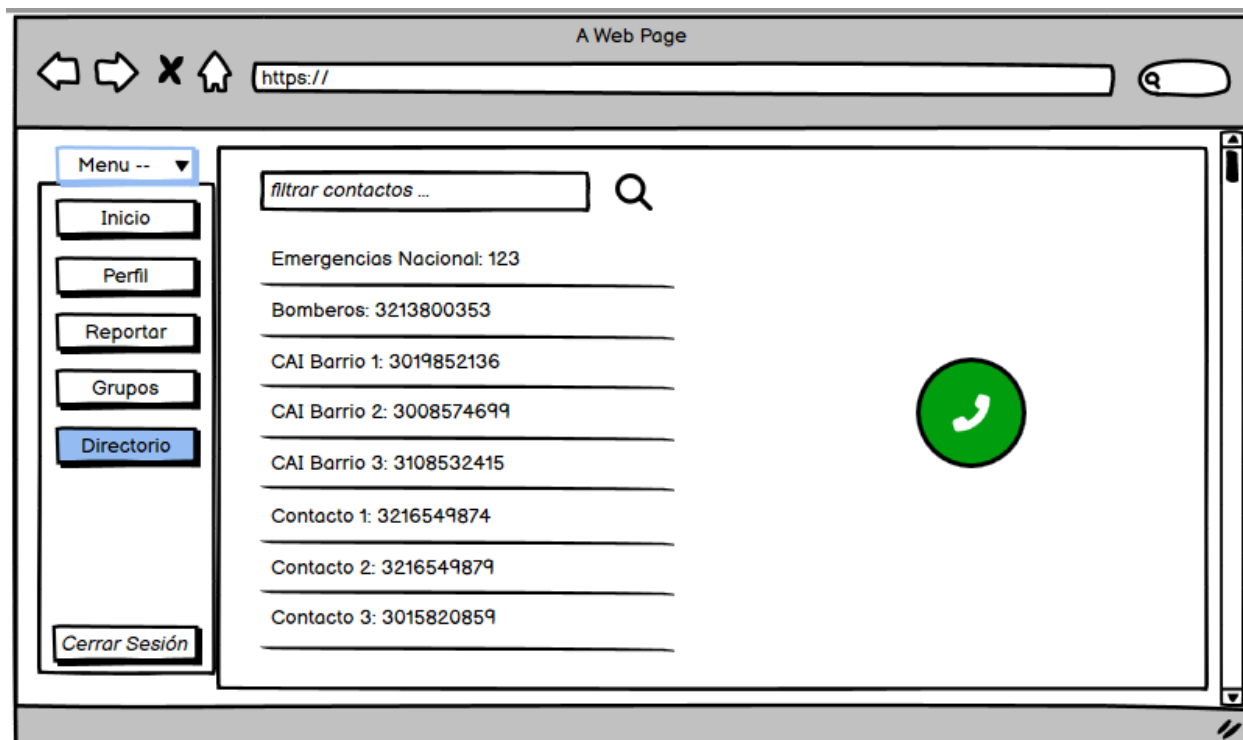 A Web Page
https://
Menu --
Inicio
Perfil
Reportar
Grupos
Directorio
Cerrar Sesión
filtrar contactos ...
Emergencias Nacional: 123
Bomberos: 3213800353
CAI Barrio 1: 3019852136
CAI Barrio 2: 3008574699
CAI Barrio 3: 3108532415
Contacto 1: 3216549874
Contacto 2: 3216549879
Contacto 3: 3015820859